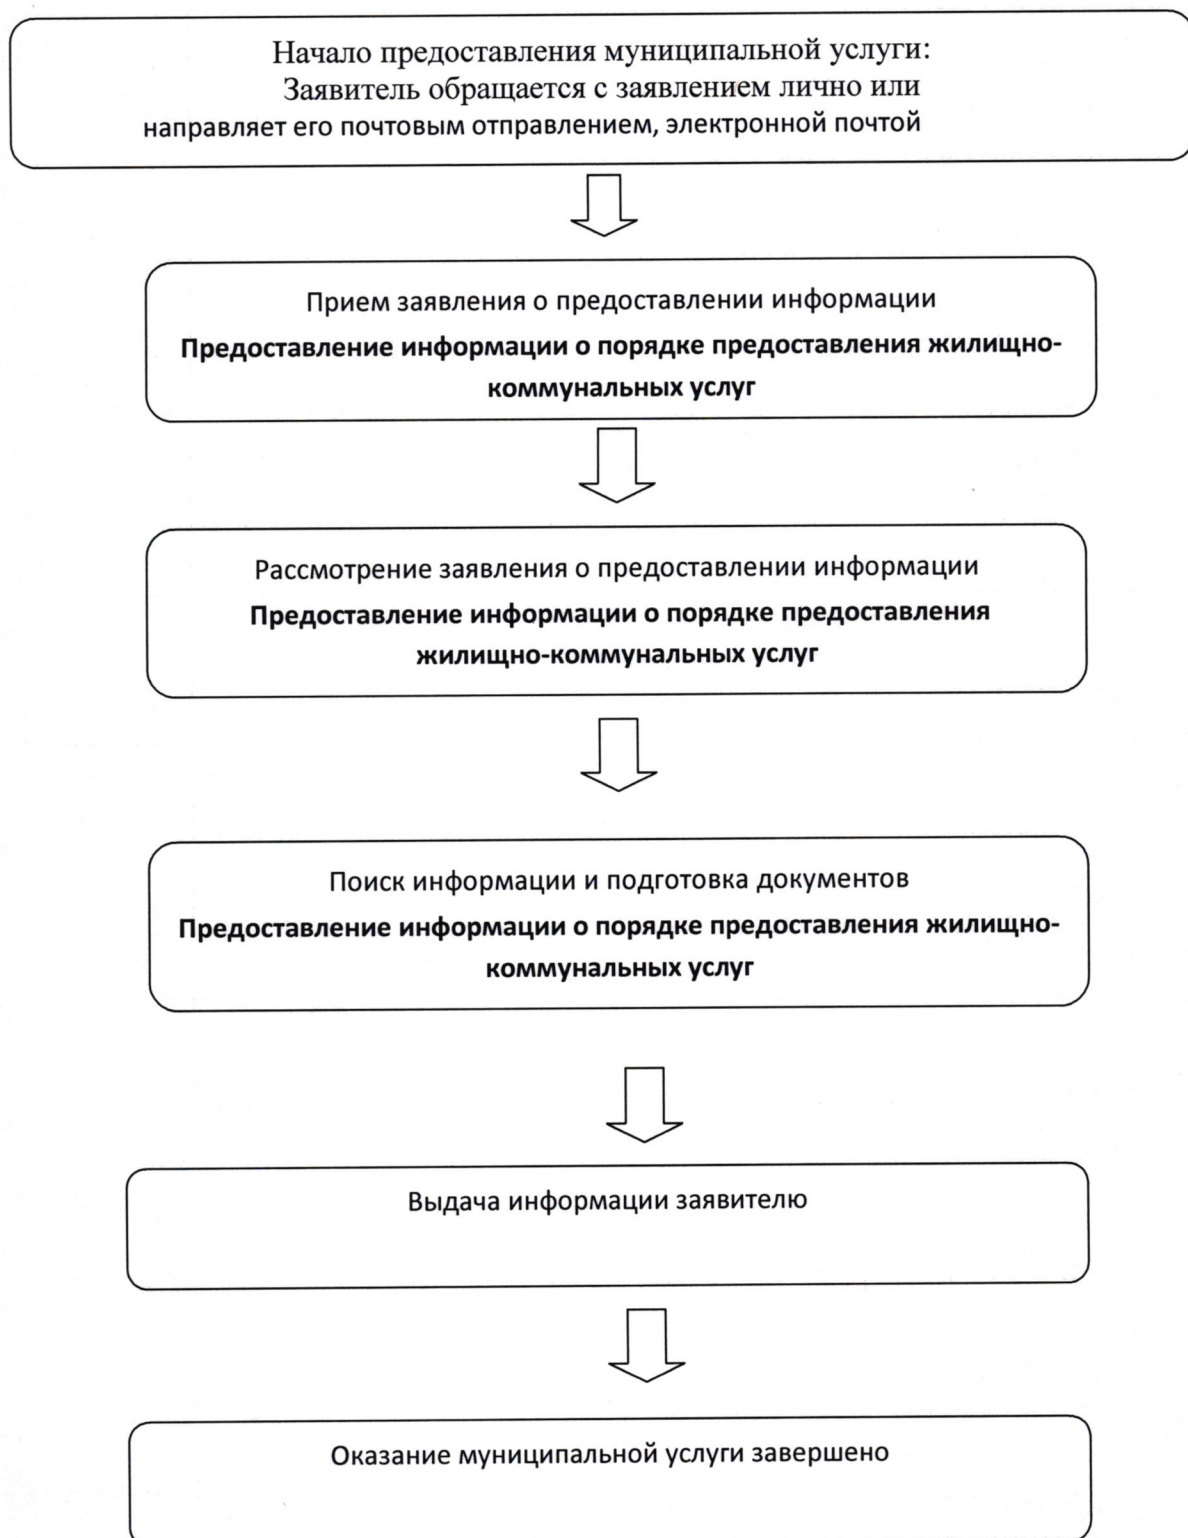 Начало предоставления муниципальной услуги:
Заявитель обращается с заявлением лично или
направляет его почтовым отправлением, электронной почтой
Прием заявления о предоставлении информации
Предоставление информации о порядке предоставления жилищно-
коммунальных услуг
Рассмотрение заявления о предоставлении информации
Предоставление информации о порядке предоставления
жилищно-коммунальных услуг
Поиск информации и подготовка документов
Предоставление информации о порядке предоставления жилищно-
коммунальных услуг
Выдача информации заявителю
Оказание муниципальной услуги завершено